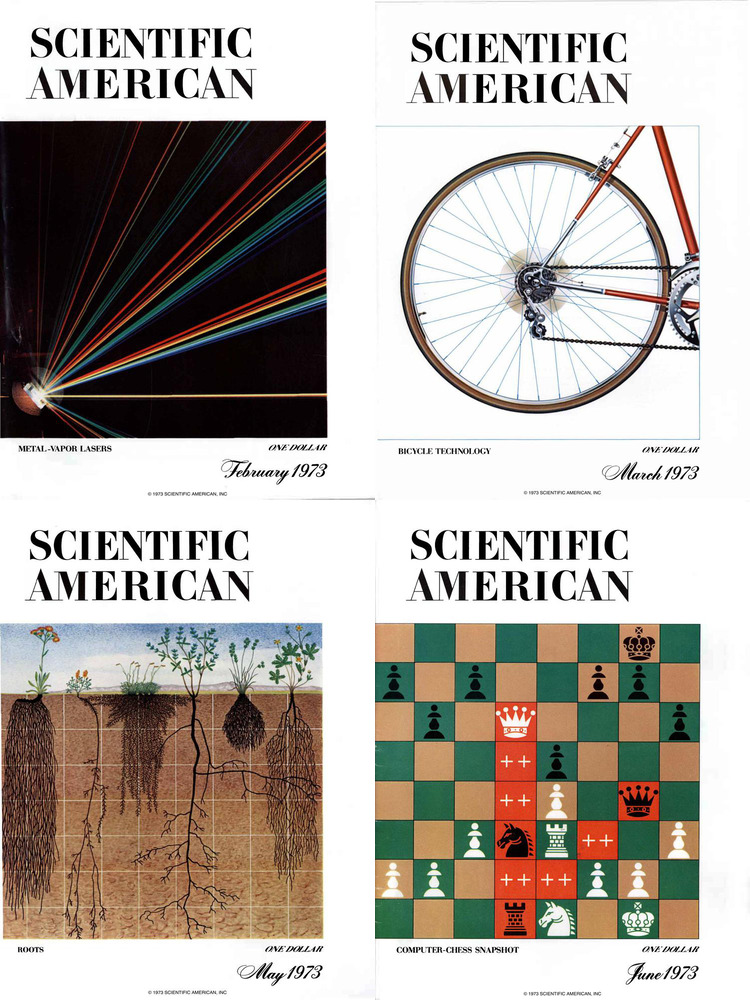 SCIENTIFIC
AMERICAN
METAL-VAPOR LASERS
ONE DOLLAR
February 1973
© 1973 SCIENTIFIC AMERICAN, INC
SCIENTIFIC
AMERICAN
BICYCLE TECHNOLOGY
ONE DOLLAR
March 1973
© 1973 SCIENTIFIC AMERICAN, INC
SCIENTIFIC
AMERICAN
ROOTS
ONE DOLLAR
May 1973
© 1973 SCIENTIFIC AMERICAN, INC
SCIENTIFIC
AMERICAN
++
++
++
++ ++
COMPUTER-CHESS SNAPSHOT
ONE DOLLAR
June 1973
© 1973 SCIENTIFIC AMERICAN, INC